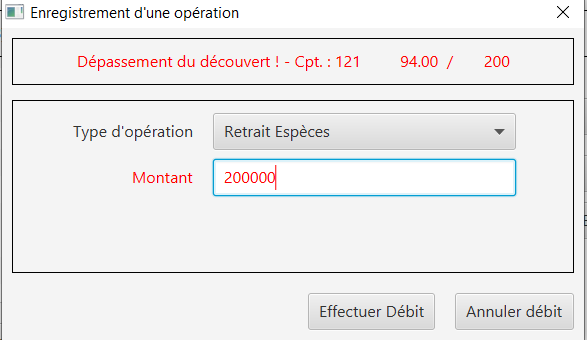 Enregistrement d'une opération
Dépassement du découvert ! - Cpt. : 121 94.00 / 200
Type d'opération Retrait Espèces
Montant 200000
Effectuer Débit Annuler débit